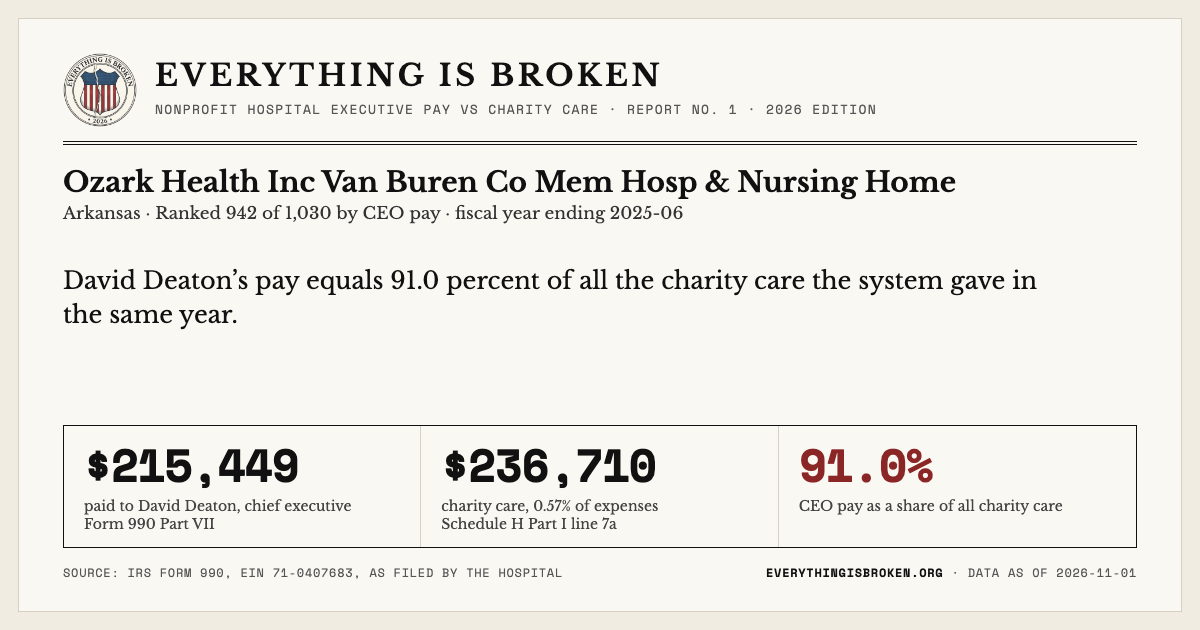 EVERYTHING IS BROKEN
2026
EVERYTHING IS BROKEN
NONPROFIT HOSPITAL EXECUTIVE PAY VS CHARITY CARE · REPORT NO. 1 · 2026 EDITION
Ozark Health Inc Van Buren Co Mem Hosp & Nursing Home
Arkansas · Ranked 942 of 1,030 by CEO pay · fiscal year ending 2025-06
David Deaton’s pay equals 91.0 percent of all the charity care the system gave in
the same year.
$215,449
paid to David Deaton, chief executive
Form 990 Part VII
$236,710
charity care, 0.57% of expenses
Schedule H Part I line 7a
91.0%
CEO pay as a share of all charity care
SOURCE: IRS FORM 990, EIN 71-0407683, AS FILED BY THE HOSPITAL
EVERYTHINGISBROKEN.ORG · DATA AS OF 2026-11-01